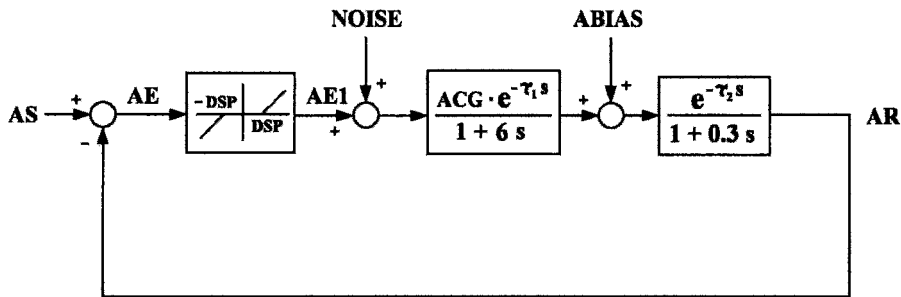 NOISE
ABIAS
AS
+
-
AE
- DSP
DSP
AE1
+
+
ACG · e^{-τ₁s}
1 + 6 s
+
+
e^{-τ₂s}
1 + 0.3 s
AR